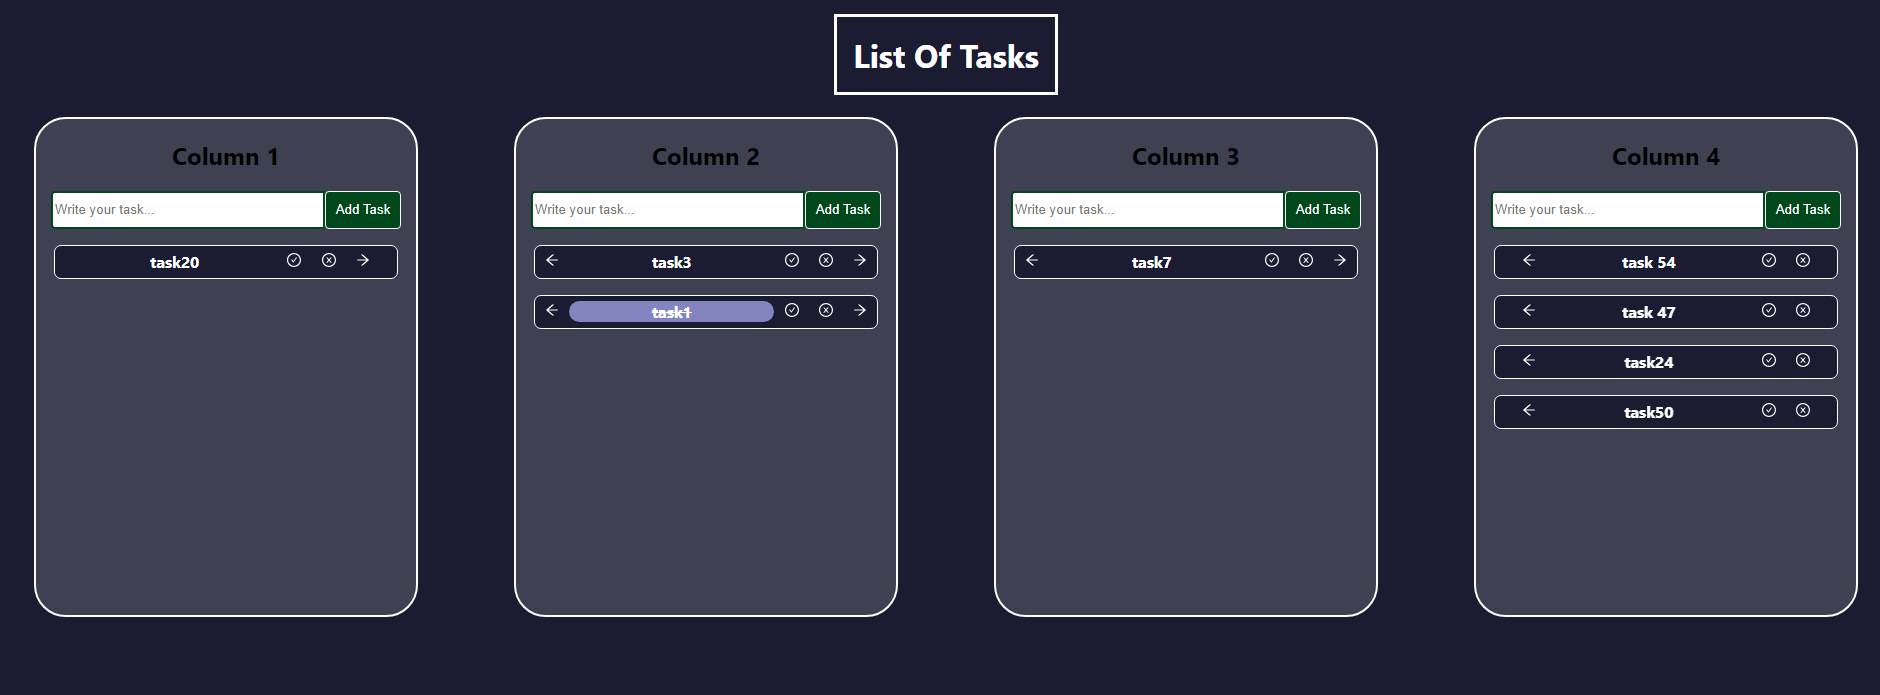 List Of Tasks
Column 1
Write your task...
Add Task
task20
Column 2
Write your task...
Add Task
task3
task1
Column 3
Write your task...
Add Task
task7
Column 4
Write your task...
Add Task
task 54
task 47
task24
task50